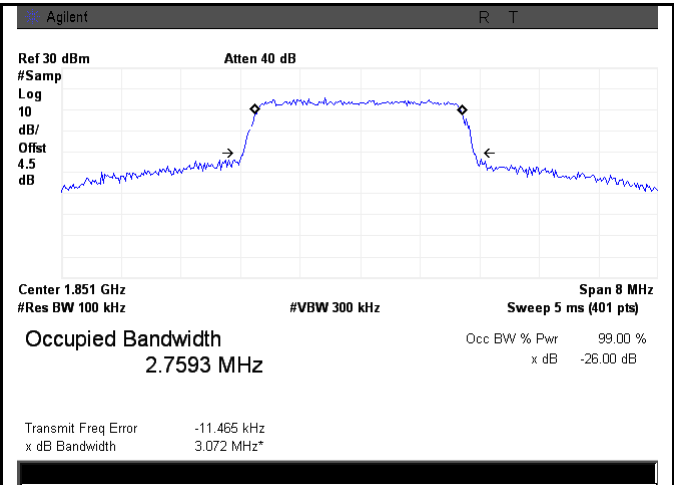 Agilent R T
Ref 30 dBm Atten 40 dB
#Samp
Log
10
dB/
Offst
4.5
dB
Center 1.851 GHz Span 8 MHz
#Res BW 100 kHz #VBW 300 kHz Sweep 5 ms (401 pts)
Occupied Bandwidth Occ BW % Pwr 99.00 %
2.7593 MHz x dB -26.00 dB
Transmit Freq Error -11.465 kHz
x dB Bandwidth 3.072 MHz*